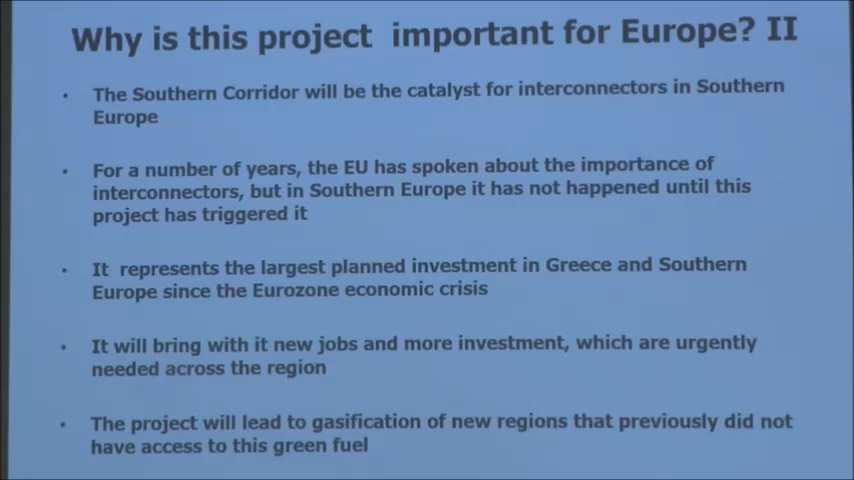 Why is this project important for Europe? II
• The Southern Corridor will be the catalyst for interconnectors in Southern
Europe
• For a number of years, the EU has spoken about the importance of
interconnectors, but in Southern Europe it has not happened until this
project has triggered it
• It represents the largest planned investment in Greece and Southern
Europe since the Eurozone economic crisis
• It will bring with it new jobs and more investment, which are urgently
needed across the region
• The project will lead to gasification of new regions that previously did not
have access to this green fuel